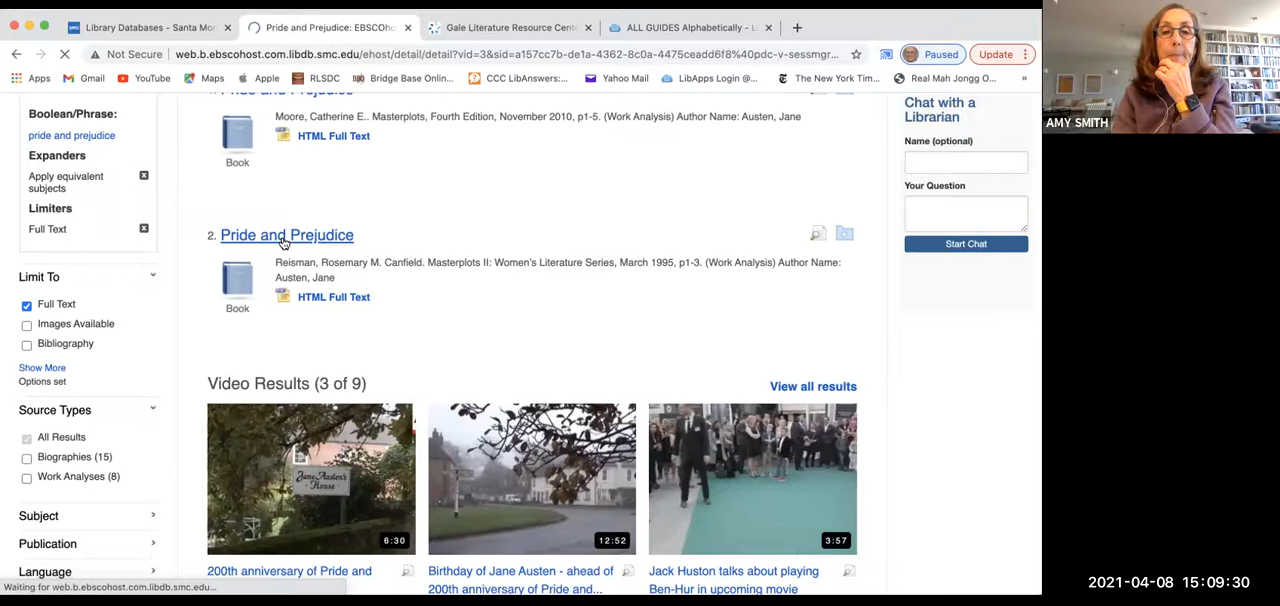 Library Databases - Santa Mon
Pride and Prejudice: EBSCOho
Gale Literature Resource Cent
ALL GUIDES Alphabetically - Li
Not Secure
web.b.ebscohost.com.libdb.smc.edu/ehost/detail/detail?vid=3&sid=a157cc7b-de1a-4362-8c0a-4475ceadd6f8%40pdc-v-sessmgr...
Paused
Update
Apps
Gmail
YouTube
Maps
Apple
RLSDC
Bridge Base Onlin...
CCC LibAnswers:...
Yahoo Mail
LibApps Login @...
The New York Tim...
Real Mah Jongg O...
»
AMY SMITH
Boolean/Phrase:
pride and prejudice
Expanders
Apply equivalent
subjects
Limiters
Full Text
Limit To
Full Text
Images Available
Bibliography
Show More
Options set
Source Types
All Results
Biographies (15)
Work Analyses (8)
Subject
Publication
Language
Pride and Prejudice
Moore, Catherine E.. Masterplots, Fourth Edition, November 2010, p1-5. (Work Analysis) Author Name: Austen, Jane
HTML Full Text
Book
2. Pride and Prejudice
Reisman, Rosemary M. Canfield. Masterplots II: Women's Literature Series, March 1995, p1-3. (Work Analysis) Author Name:
Austen, Jane
HTML Full Text
Book
Video Results (3 of 9)
View all results
Jane Austen's
House
6:30
12:52
3:57
200th anniversary of Pride and
Birthday of Jane Austen - ahead of
200th anniversary of Pride and...
Jack Huston talks about playing
Ben-Hur in upcoming movie
Chat with a
Librarian
Name (optional)
Your Question
Start Chat
Waiting for web.b.ebscohost.com.libdb.smc.edu...
2021-04-08 15:09:30